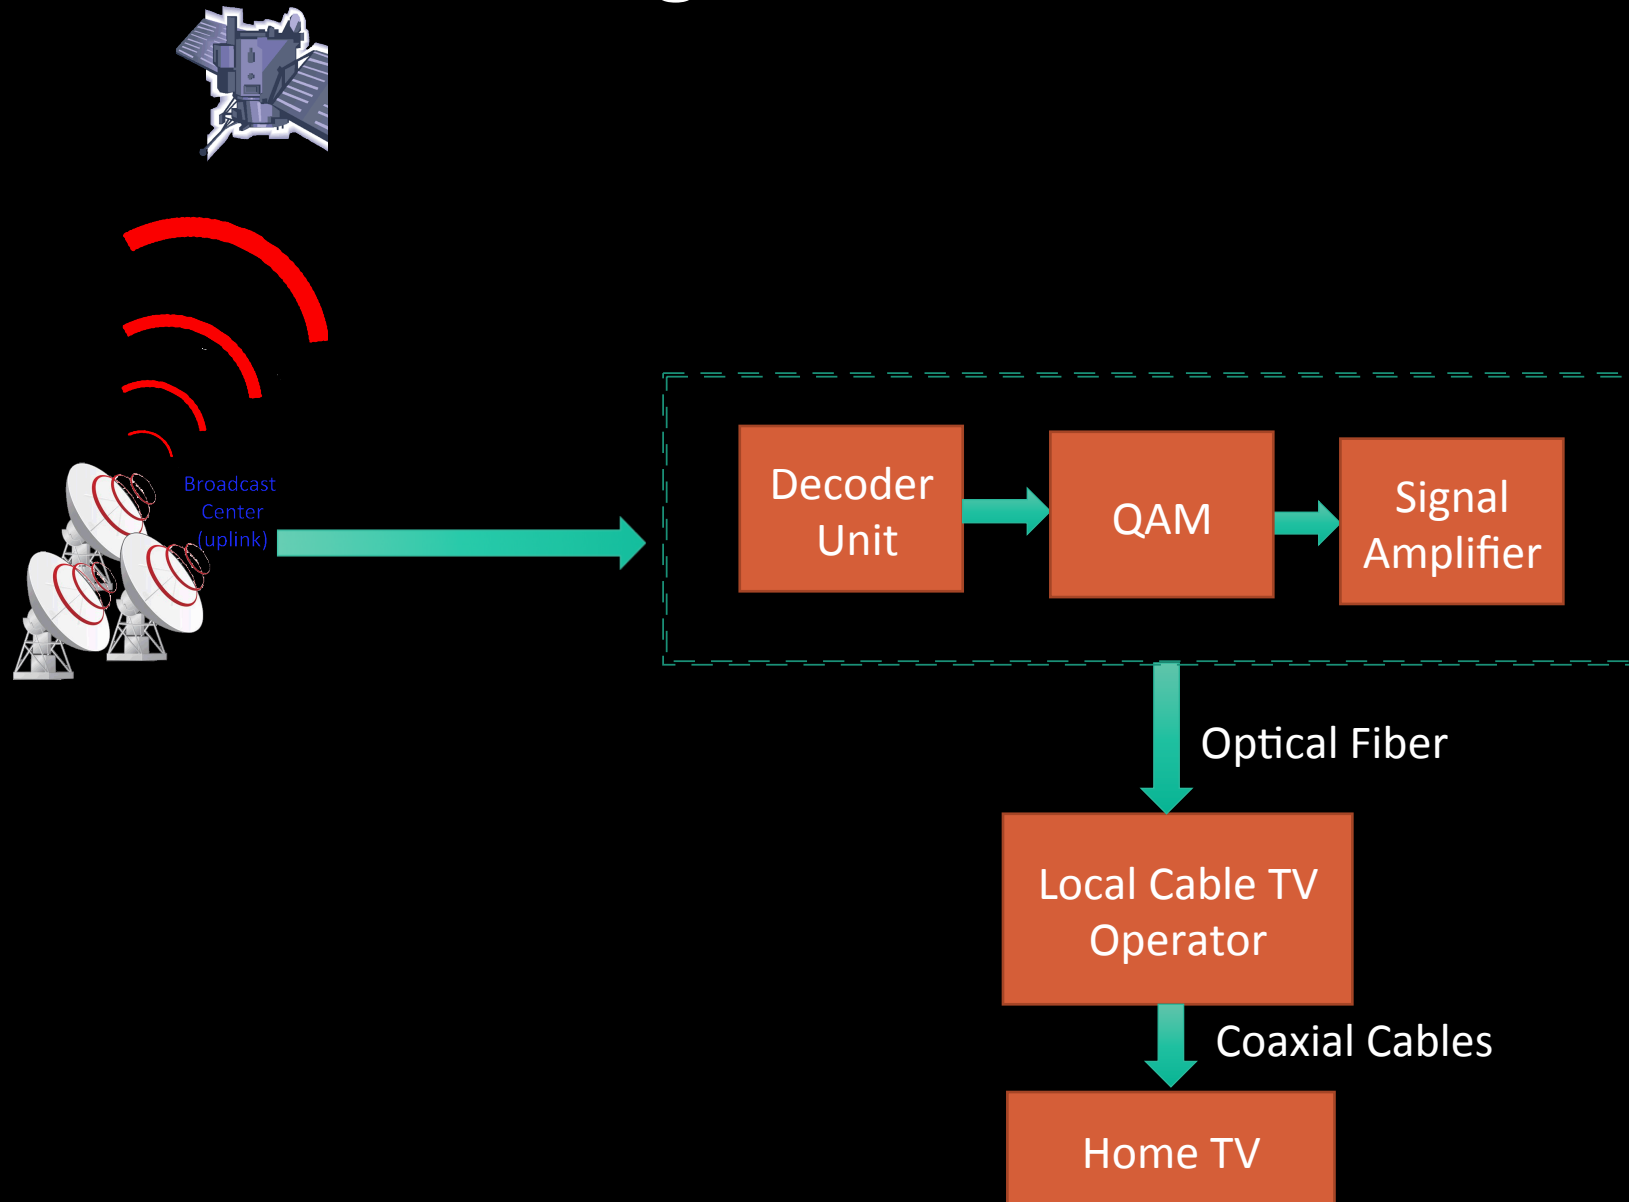 Broadcast
Center
(uplink)
Decoder
Unit
QAM
Signal
Amplifier
Optical Fiber
Local Cable TV
Operator
Coaxial Cables
Home TV